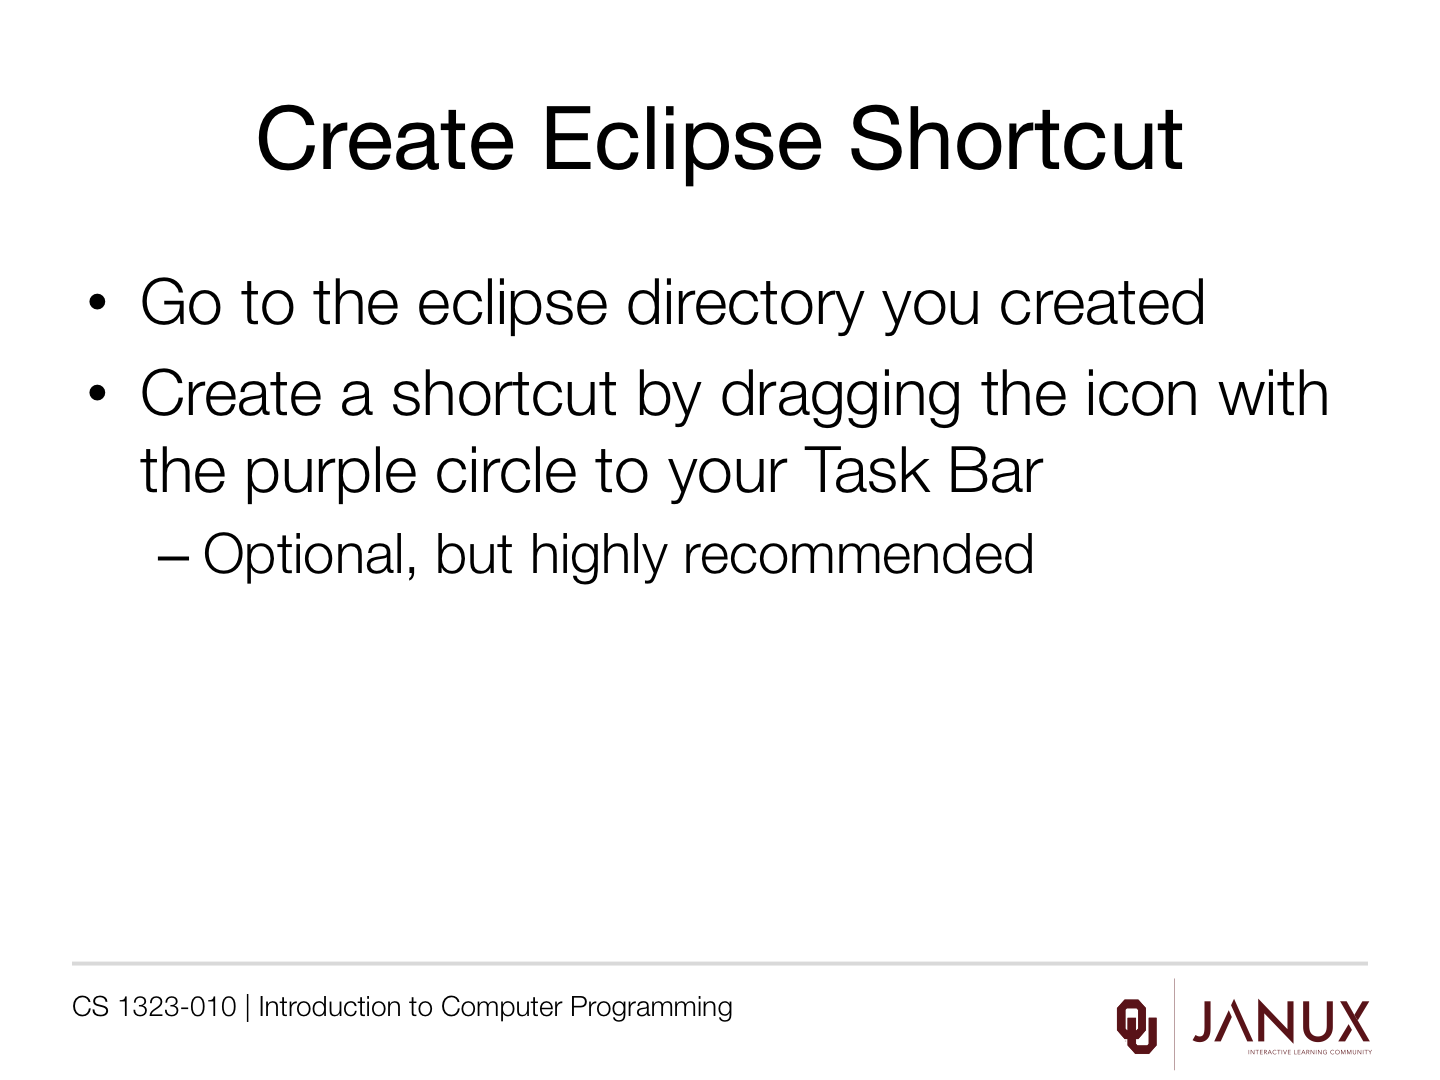 Create Eclipse Shortcut
• Go to the eclipse directory you created
• Create a shortcut by dragging the icon with
the purple circle to your Task Bar
– Optional, but highly recommended
CS 1323-010 | Introduction to Computer Programming
OU
JANUX
INTERACTIVE LEARNING COMMUNITY